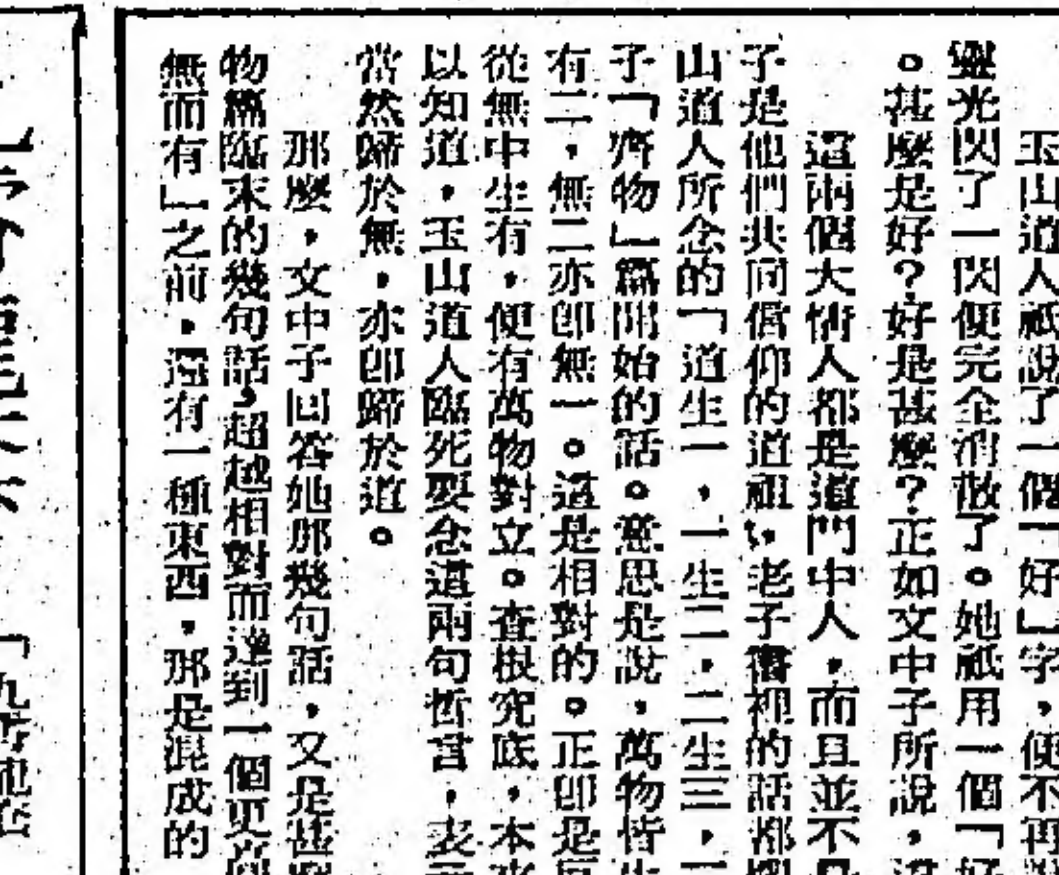 玉山道人祇說了一個「好」字，便不再
靈光閃了一閃便完全消散了。她祇用一個「好
。甚麼是好？好是甚麼？正如文中子所說，
這兩個大情人都是道門中人，而且並不是
子是他們共同信仰的道祖，老子書裡的話都
山道人所念的「道生一，一生二，二生三，
子「齊物」篇開始的話。意思是說，萬物皆生
有二，無二亦卽無一。這是相對的。正卽是
從無中生有，便有萬物對立。查根究底，本來
以知道，玉山道人臨死要念這兩句哲言，表
當然歸於無，亦卽歸於道。
那麼，文中子回答她那幾句話，又是甚麼
物篇臨末的幾句話，超越相對而達到一個更高
無而有」之前，還有一種東西，那是混成的